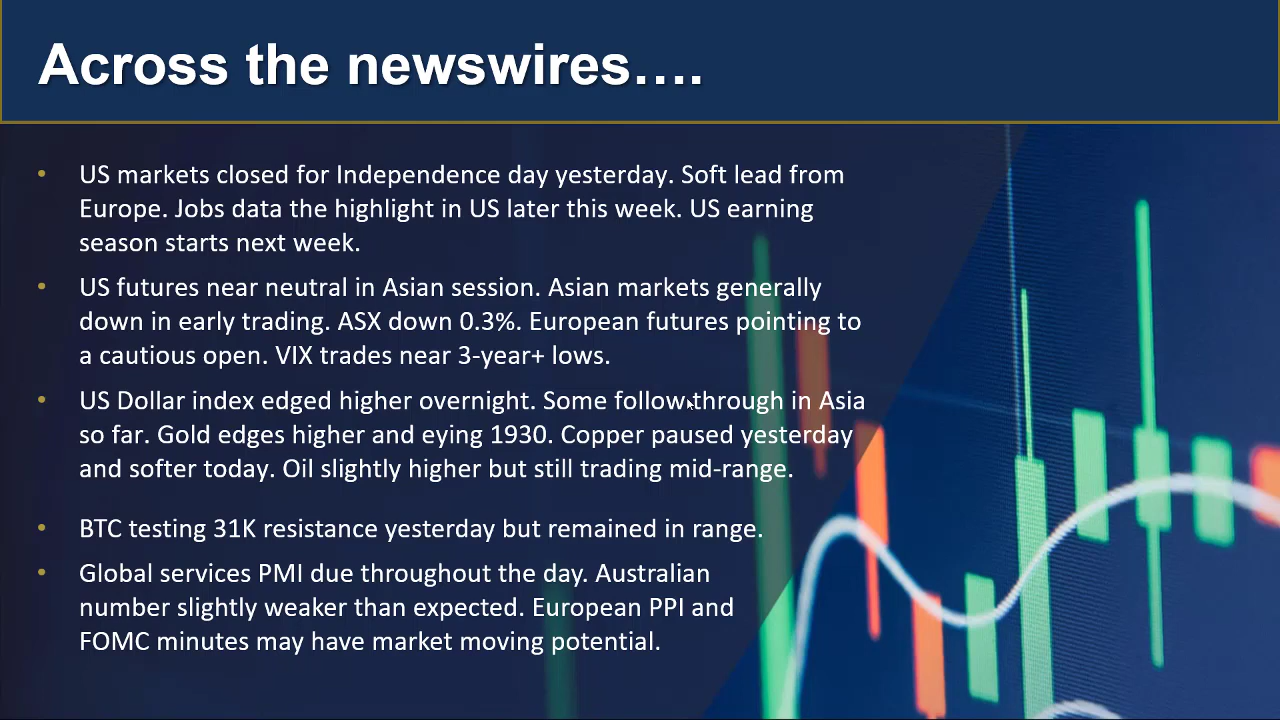 Across the newswires….
• US markets closed for Independence day yesterday. Soft lead from
Europe. Jobs data the highlight in US later this week. US earning
season starts next week.
• US futures near neutral in Asian session. Asian markets generally
down in early trading. ASX down 0.3%. European futures pointing to
a cautious open. VIX trades near 3-year+ lows.
• US Dollar index edged higher overnight. Some follow through in Asia
so far. Gold edges higher and eying 1930. Copper paused yesterday
and softer today. Oil slightly higher but still trading mid-range.
• BTC testing 31K resistance yesterday but remained in range.
• Global services PMI due throughout the day. Australian
number slightly weaker than expected. European PPI and
FOMC minutes may have market moving potential.